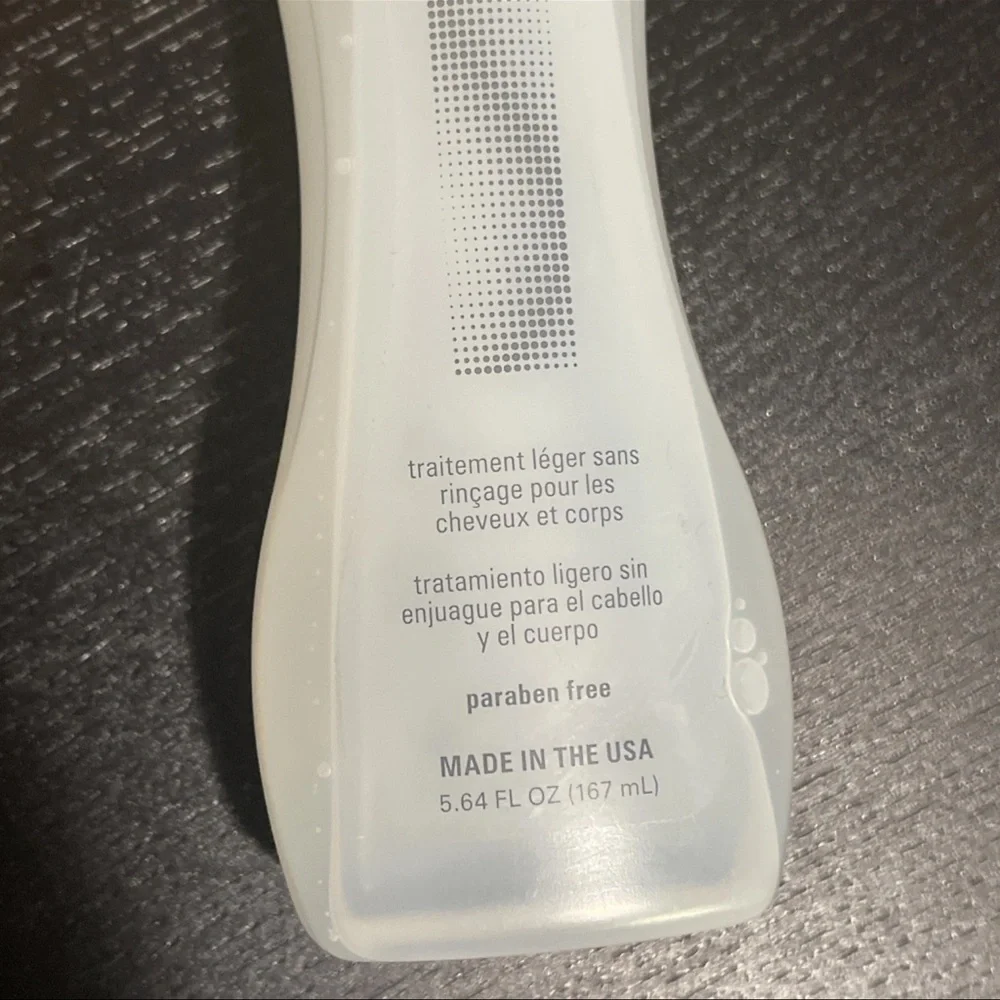 traitement léger sans
rinçage pour les
cheveux et corps
tratamiento ligero sin
enjuague para el cabello
y el cuerpo
paraben free
MADE IN THE USA
5.64 FL OZ (167 mL)